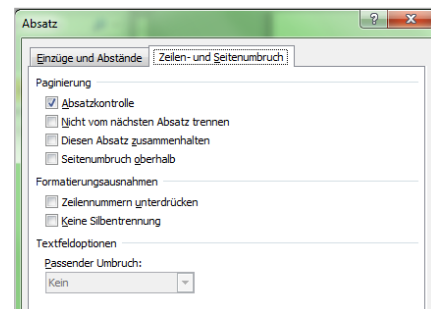 Absatz
Einzüge und Abstände Zeilen- und Seitenumbruch
Paginierung
Absatzkontrolle
Nicht vom nächsten Absatz trennen
Diesen Absatz zusammenhalten
Seitenumbruch oberhalb
Formatierungsausnahmen
Zeilennummern unterdrücken
Keine Silbentrennung
Textfeldoptionen
Passender Umbruch:
Kein